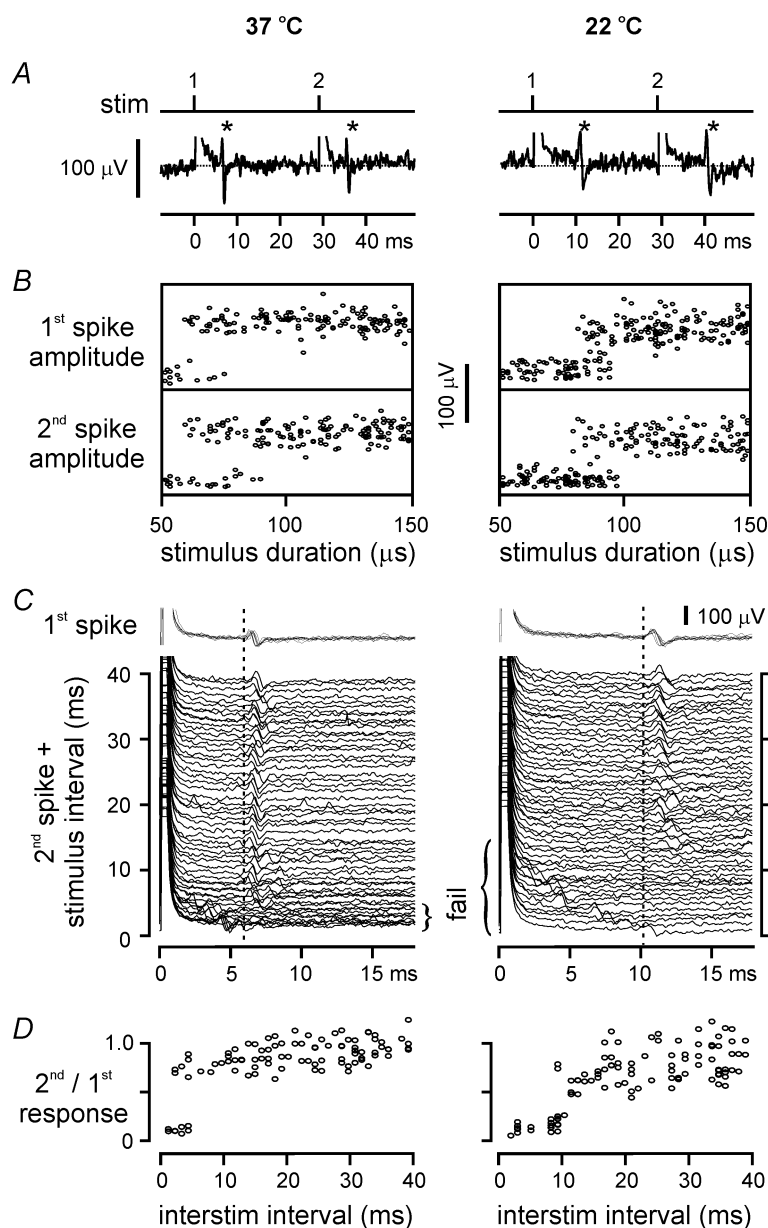 37 °C 22 °C
A
1 2 1 2
stim
* * * *
100 µV
0 10 20 30 40 ms 0 10 20 30 40 ms
B
1st spike
amplitude
100 µV
2nd spike
amplitude
50 100 150 50 100 150
stimulus duration (µs) stimulus duration (µs)
C
1st spike
100 µV
2nd spike +
stimulus interval (ms)
40
30
20
10
0
fail
0 5 10 15 ms 0 5 10 15 ms
D
2nd / 1st
response
1.0
0
0 10 20 30 40 0 10 20 30 40
interstim interval (ms) interstim interval (ms)